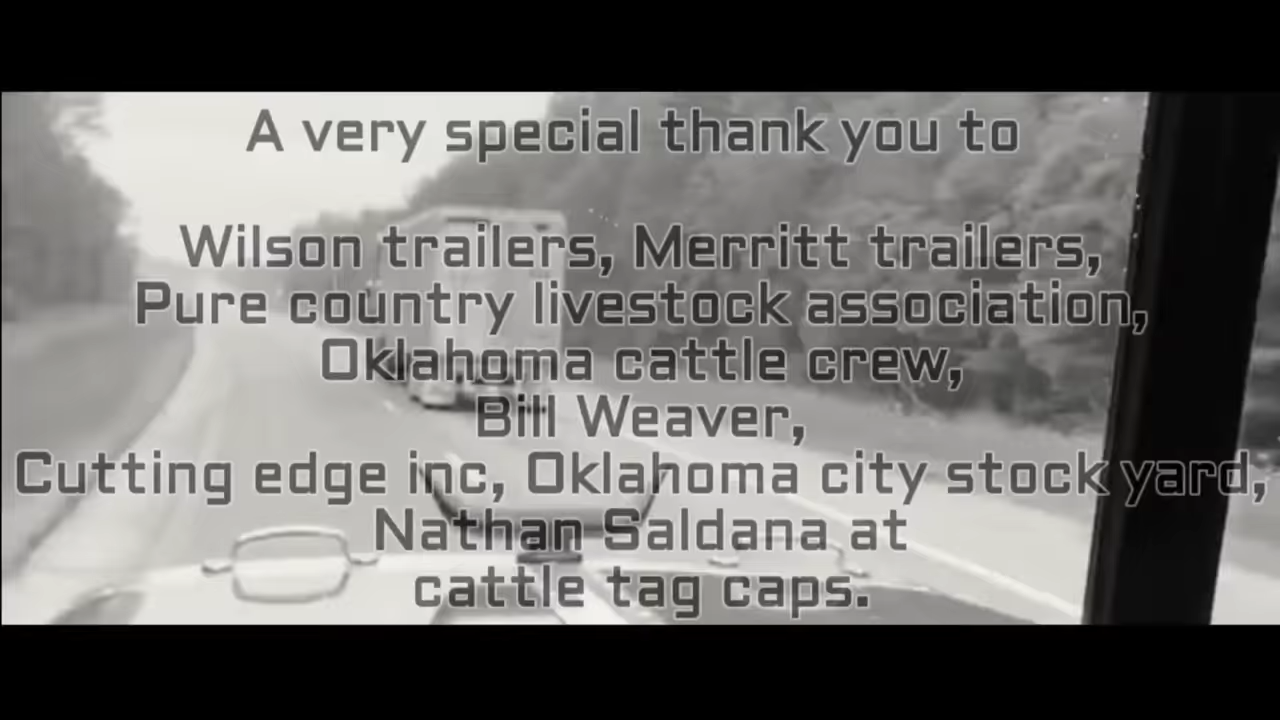 A very special thank you to
Wilson trailers, Merritt trailers,
Pure country livestock association,
Oklahoma cattle crew,
Bill Weaver,
Cutting edge inc, Oklahoma city stock yard,
Nathan Saldana at
cattle tag caps.